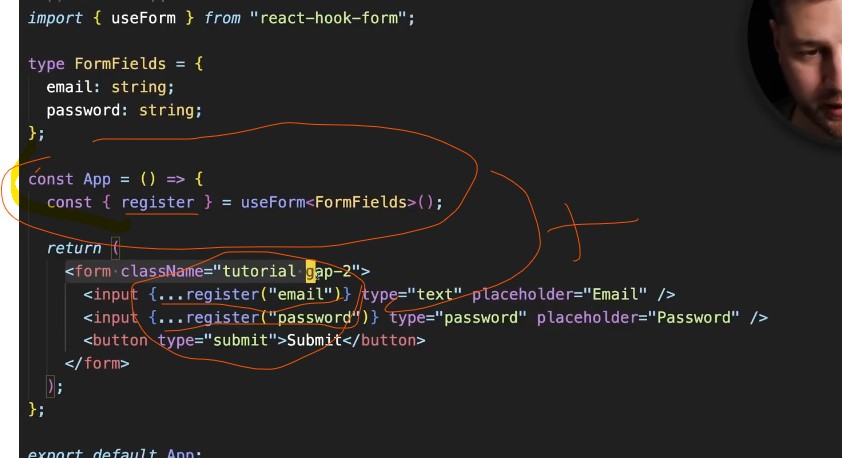 import { useForm } from "react-hook-form";
type FormFields = {
email: string;
password: string;
};
const App = () => {
const { register } = useForm<FormFields>();
return (
<form className="tutorial gap-2">
<input {...register("email")} type="text" placeholder="Email" />
<input {...register("password")} type="password" placeholder="Password" />
<button type="submit">Submit</button>
</form>
);
};
export default App;